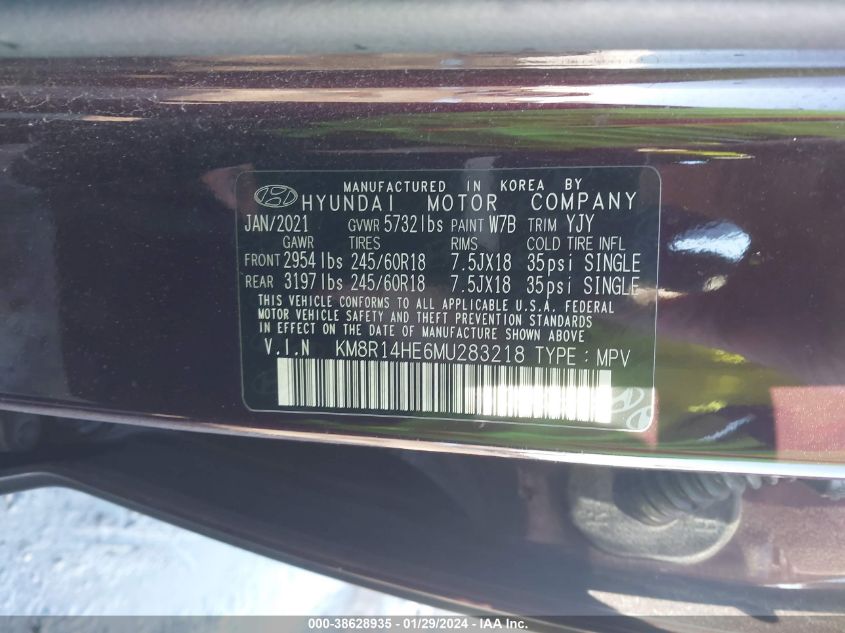 MANUFACTURED IN KOREA BY
HYUNDAI MOTOR COMPANY
JAN/2021 GVWR 5732lbs PAINT W7B TRIM YJY
GAWR TIRES RIMS COLD TIRE INFL
FRONT 2954lbs 245/60R18 7.5JX18 35psi SINGLE
REAR 3197lbs 245/60R18 7.5JX18 35psi SINGLE
THIS VEHICLE CONFORMS TO ALL APPLICABLE U.S.A. FEDERAL
MOTOR VEHICLE SAFETY AND THEFT PREVENTION STANDARDS
IN EFFECT ON THE DATE OF MANUFACTURE SHOWN ABOVE.
V.I.N KM8R14HE6MU283218 TYPE : MPV
000-38628935 - 01/29/2024 - USA - IAAI.com